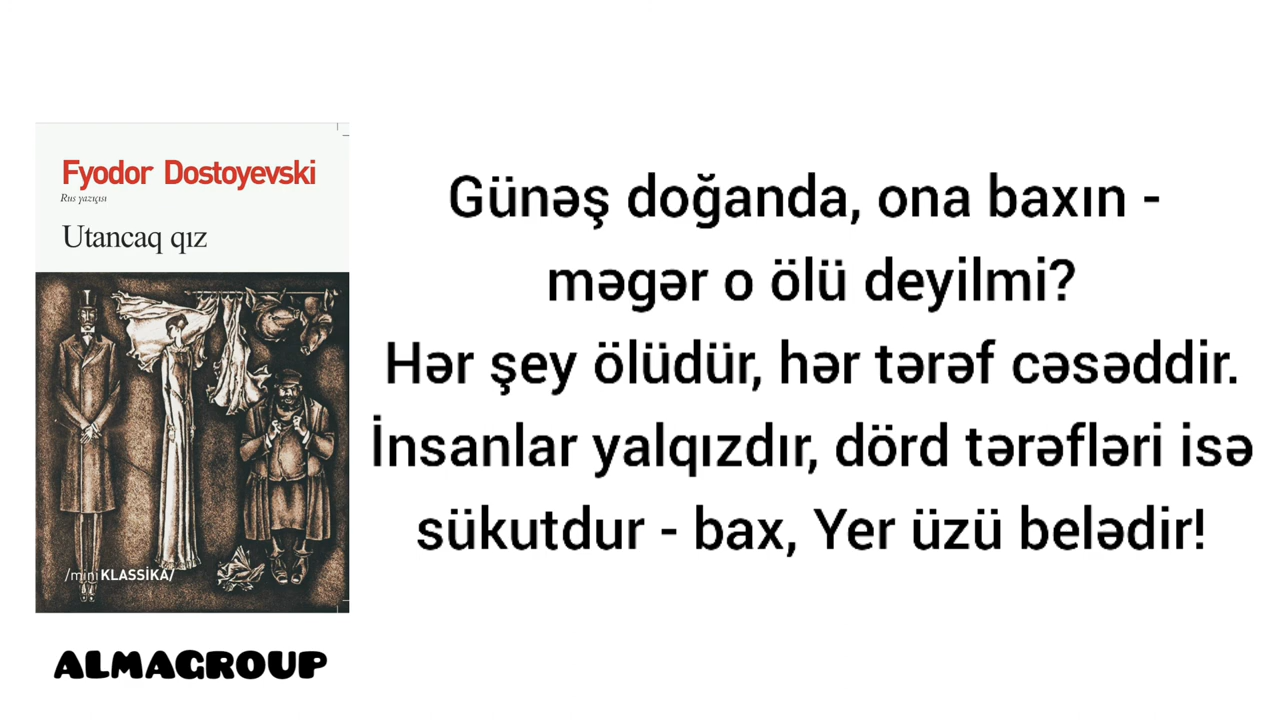 Fyodor Dostoyevski
Rus yazıçısı
Utancaq qız
/mini KLASSİKA/
ALMAGROUP
Günəş doğanda, ona baxın -
məgər o ölü deyilmi?
Hər şey ölüdür, hər tərəf cəsəddir.
İnsanlar yalqızdır, dörd tərəfləri isə
sükutdur - bax, Yer üzü belədir!